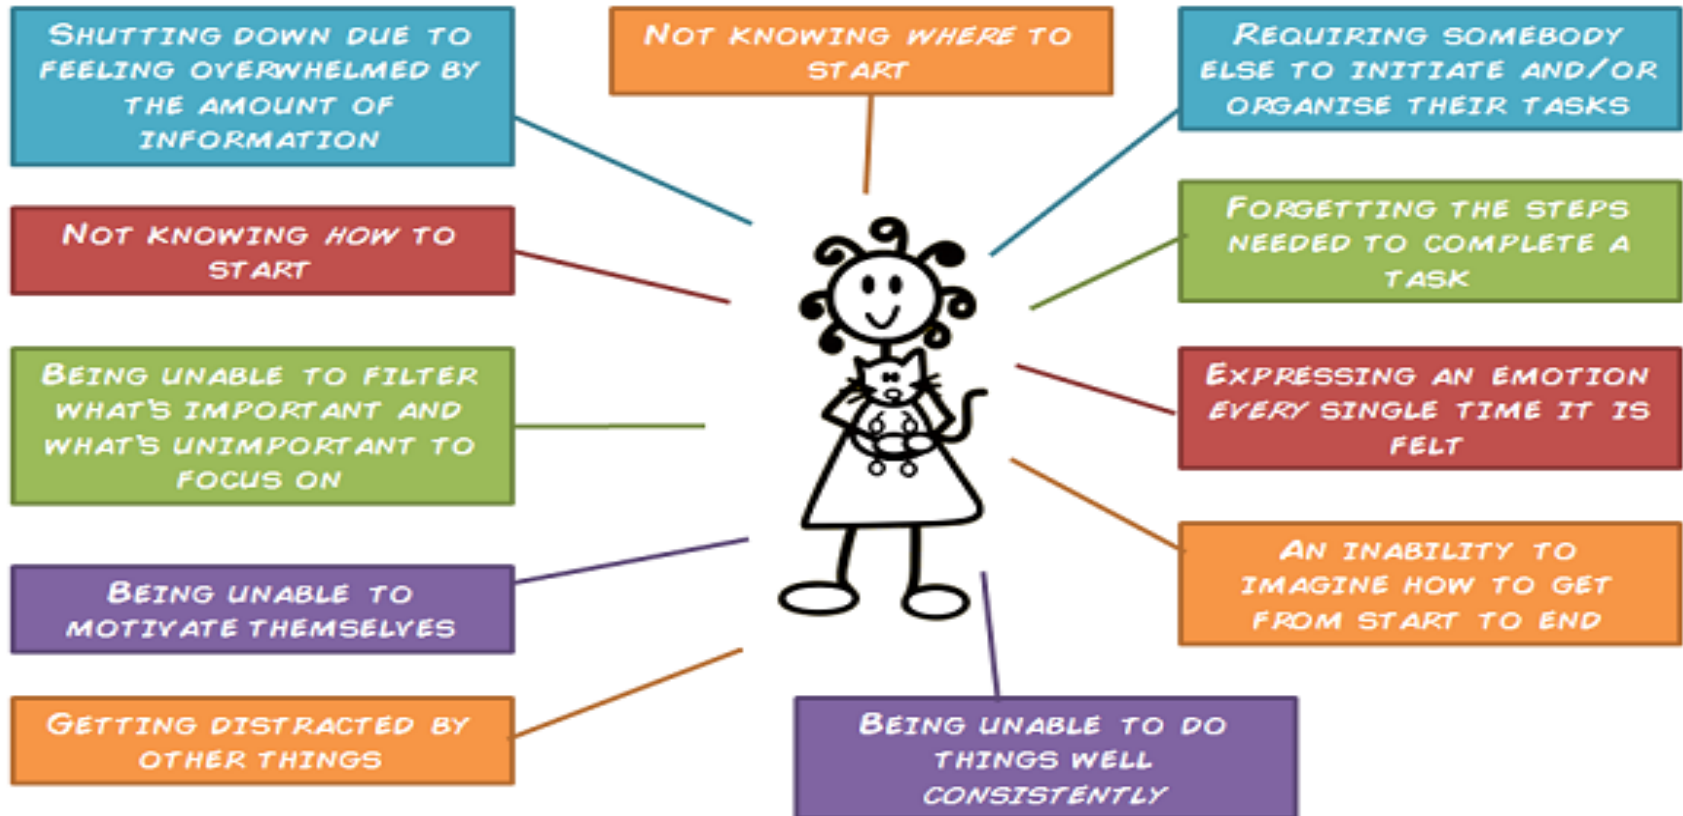 SHUTTING DOWN DUE TO
FEELING OVERWHELMED BY
THE AMOUNT OF
INFORMATION
NOT KNOWING WHERE TO
START
REQUIRING SOMEBODY
ELSE TO INITIATE AND/OR
ORGANISE THEIR TASKS
NOT KNOWING HOW TO
START
FORGETTING THE STEPS
NEEDED TO COMPLETE A
TASK
BEING UNABLE TO FILTER
WHAT'S IMPORTANT AND
WHAT'S UNIMPORTANT TO
FOCUS ON
EXPRESSING AN EMOTION
EVERY SINGLE TIME IT IS
FELT
BEING UNABLE TO
MOTIVATE THEMSELVES
AN INABILITY TO
IMAGINE HOW TO GET
FROM START TO END
GETTING DISTRACTED BY
OTHER THINGS
BEING UNABLE TO DO
THINGS WELL
CONSISTENTLY